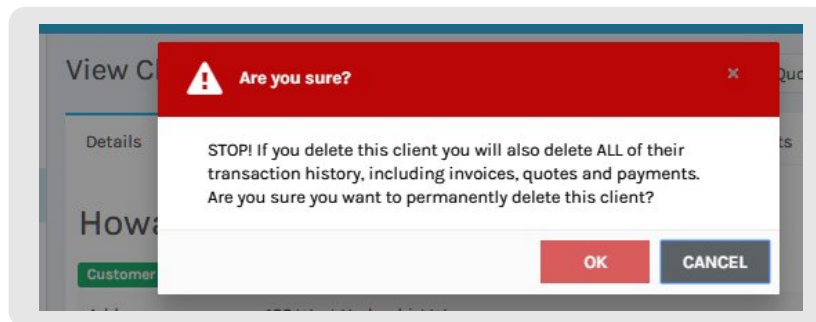 View Cl
Are you sure?
×
Quo
Details
ts
STOP! If you delete this client you will also delete ALL of their
transaction history, including invoices, quotes and payments.
Are you sure you want to permanently delete this client?
Howa
OK
CANCEL
Customer